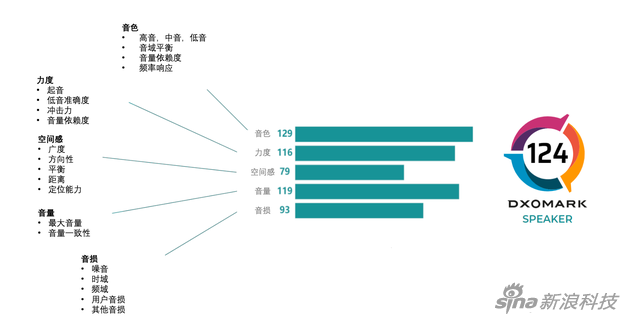 音色
• 高音，中音，低音
• 音域平衡
• 音量依赖度
• 频率响应
力度
• 起音
• 低音准确度
• 冲击力
• 音量依赖度
空间感
• 广度
• 方向性
• 平衡
• 距离
• 定位能力
音量
• 最大音量
• 音量一致性
音损
• 噪音
• 时域
• 频域
• 用户音损
• 其他音损
音色 129
力度 116
空间感 79
音量 119
音损 93
124
DXOMARK
SPEAKER
sina新浪科技